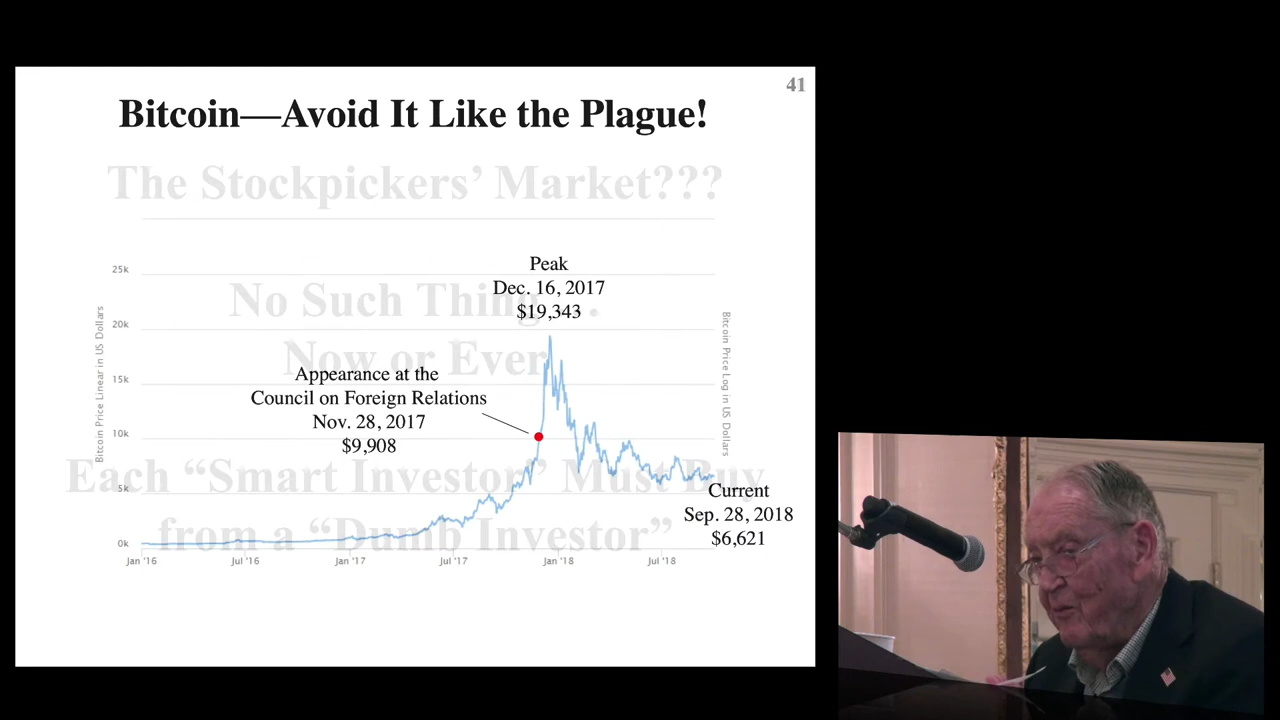 41
Bitcoin—Avoid It Like the Plague!
The Stockpickers’ Market???
Peak
Dec. 16, 2017
$19,343
25k
No Such Thing . .
20k
Now or Ever
15k
Appearance at the
Council on Foreign Relations
Nov. 28, 2017
$9,908
10k
Each “Smart Investor” Must Buy
5k
from a “Dumb Investor”
0k
Current
Sep. 28, 2018
$6,621
Jan '16 Jul '16 Jan '17 Jul '17 Jan '18 Jul '18
Bitcoin Price Linear in US Dollars
Bitcoin Price Log in US Dollars